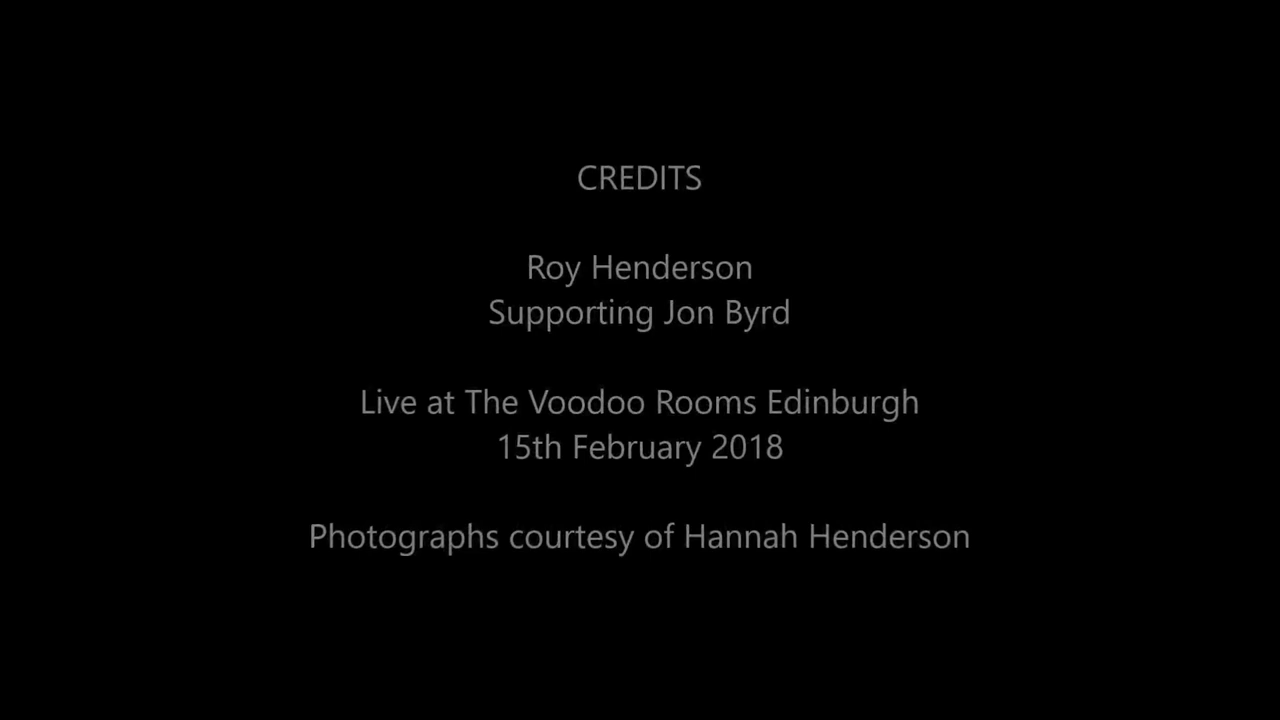 CREDITS
Roy Henderson
Supporting Jon Byrd
Live at The Voodoo Rooms Edinburgh
15th February 2018
Photographs courtesy of Hannah Henderson